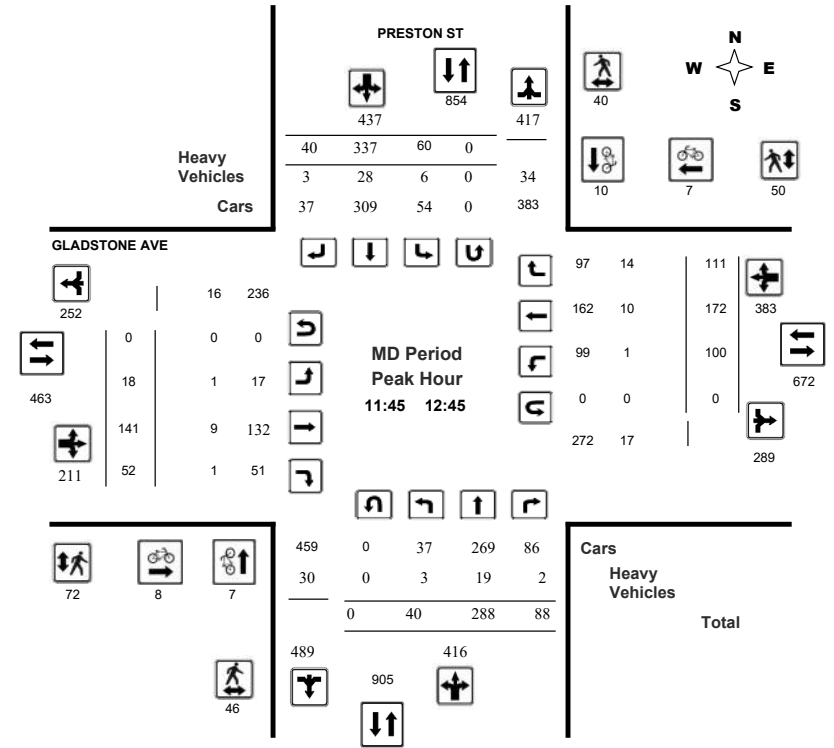 PRESTON ST
N
W E
S
854
40
437 417
40 337 60 0
Heavy
Vehicles 3 28 6 0 34
Cars 37 309 54 0 383
10 7 50
GLADSTONE AVE
252 16 236
97 14 111
162 10 172 383
0 0 0
463
18 1 17
99 1 100
672
MD Period
Peak Hour
11:45 12:45
0 0 0
141 9 132
211 52 1 51
272 17
289
459 0 37 269 86 Cars
30 0 3 19 2 Heavy
Vehicles
0 40 288 88 Total
72 8 7
489 416
905
46